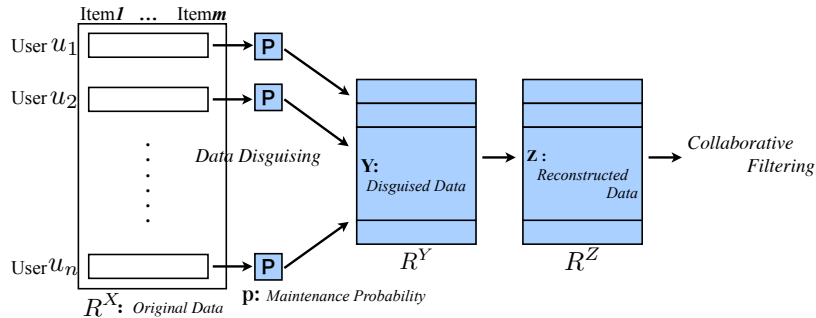 Item1 ... Itemm
User u1
P
User u2
P
Data Disguising
Y:
Disguised Data
Z :
Reconstructed
Data
Collaborative
Filtering
User un
P
R^Y
R^Z
R^X: Original Data
p: Maintenance Probability